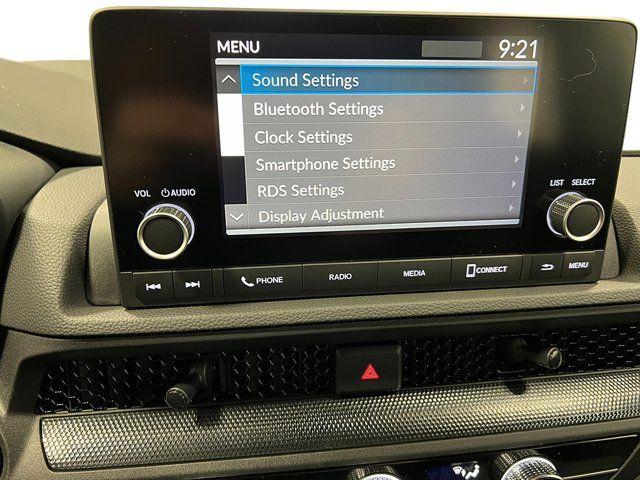 MENU 9:21
Sound Settings
Bluetooth Settings
Clock Settings
Smartphone Settings
RDS Settings
Display Adjustment
VOL AUDIO
LIST SELECT
PHONE RADIO MEDIA CONNECT MENU